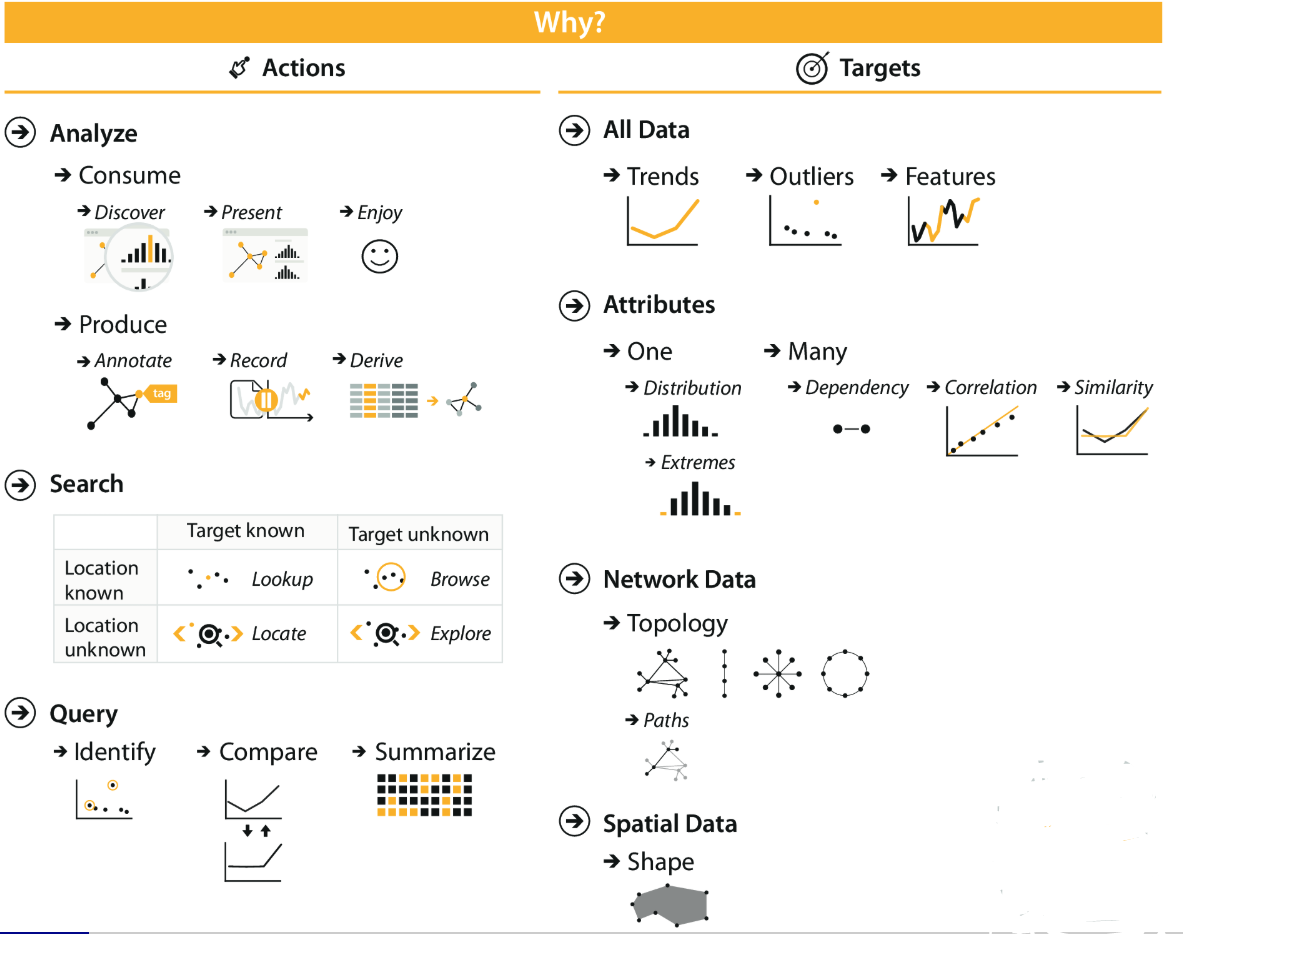 Why?
Actions
Analyze
Consume
Discover
Present
Enjoy
Produce
Annotate
Record
Derive
tag
Search
Target known
Target unknown
Location known
Lookup
Browse
Location unknown
Locate
Explore
Query
Identify
Compare
Summarize
Targets
All Data
Trends
Outliers
Features
Attributes
One
Many
Distribution
Dependency
Correlation
Similarity
Extremes
Network Data
Topology
Paths
Spatial Data
Shape